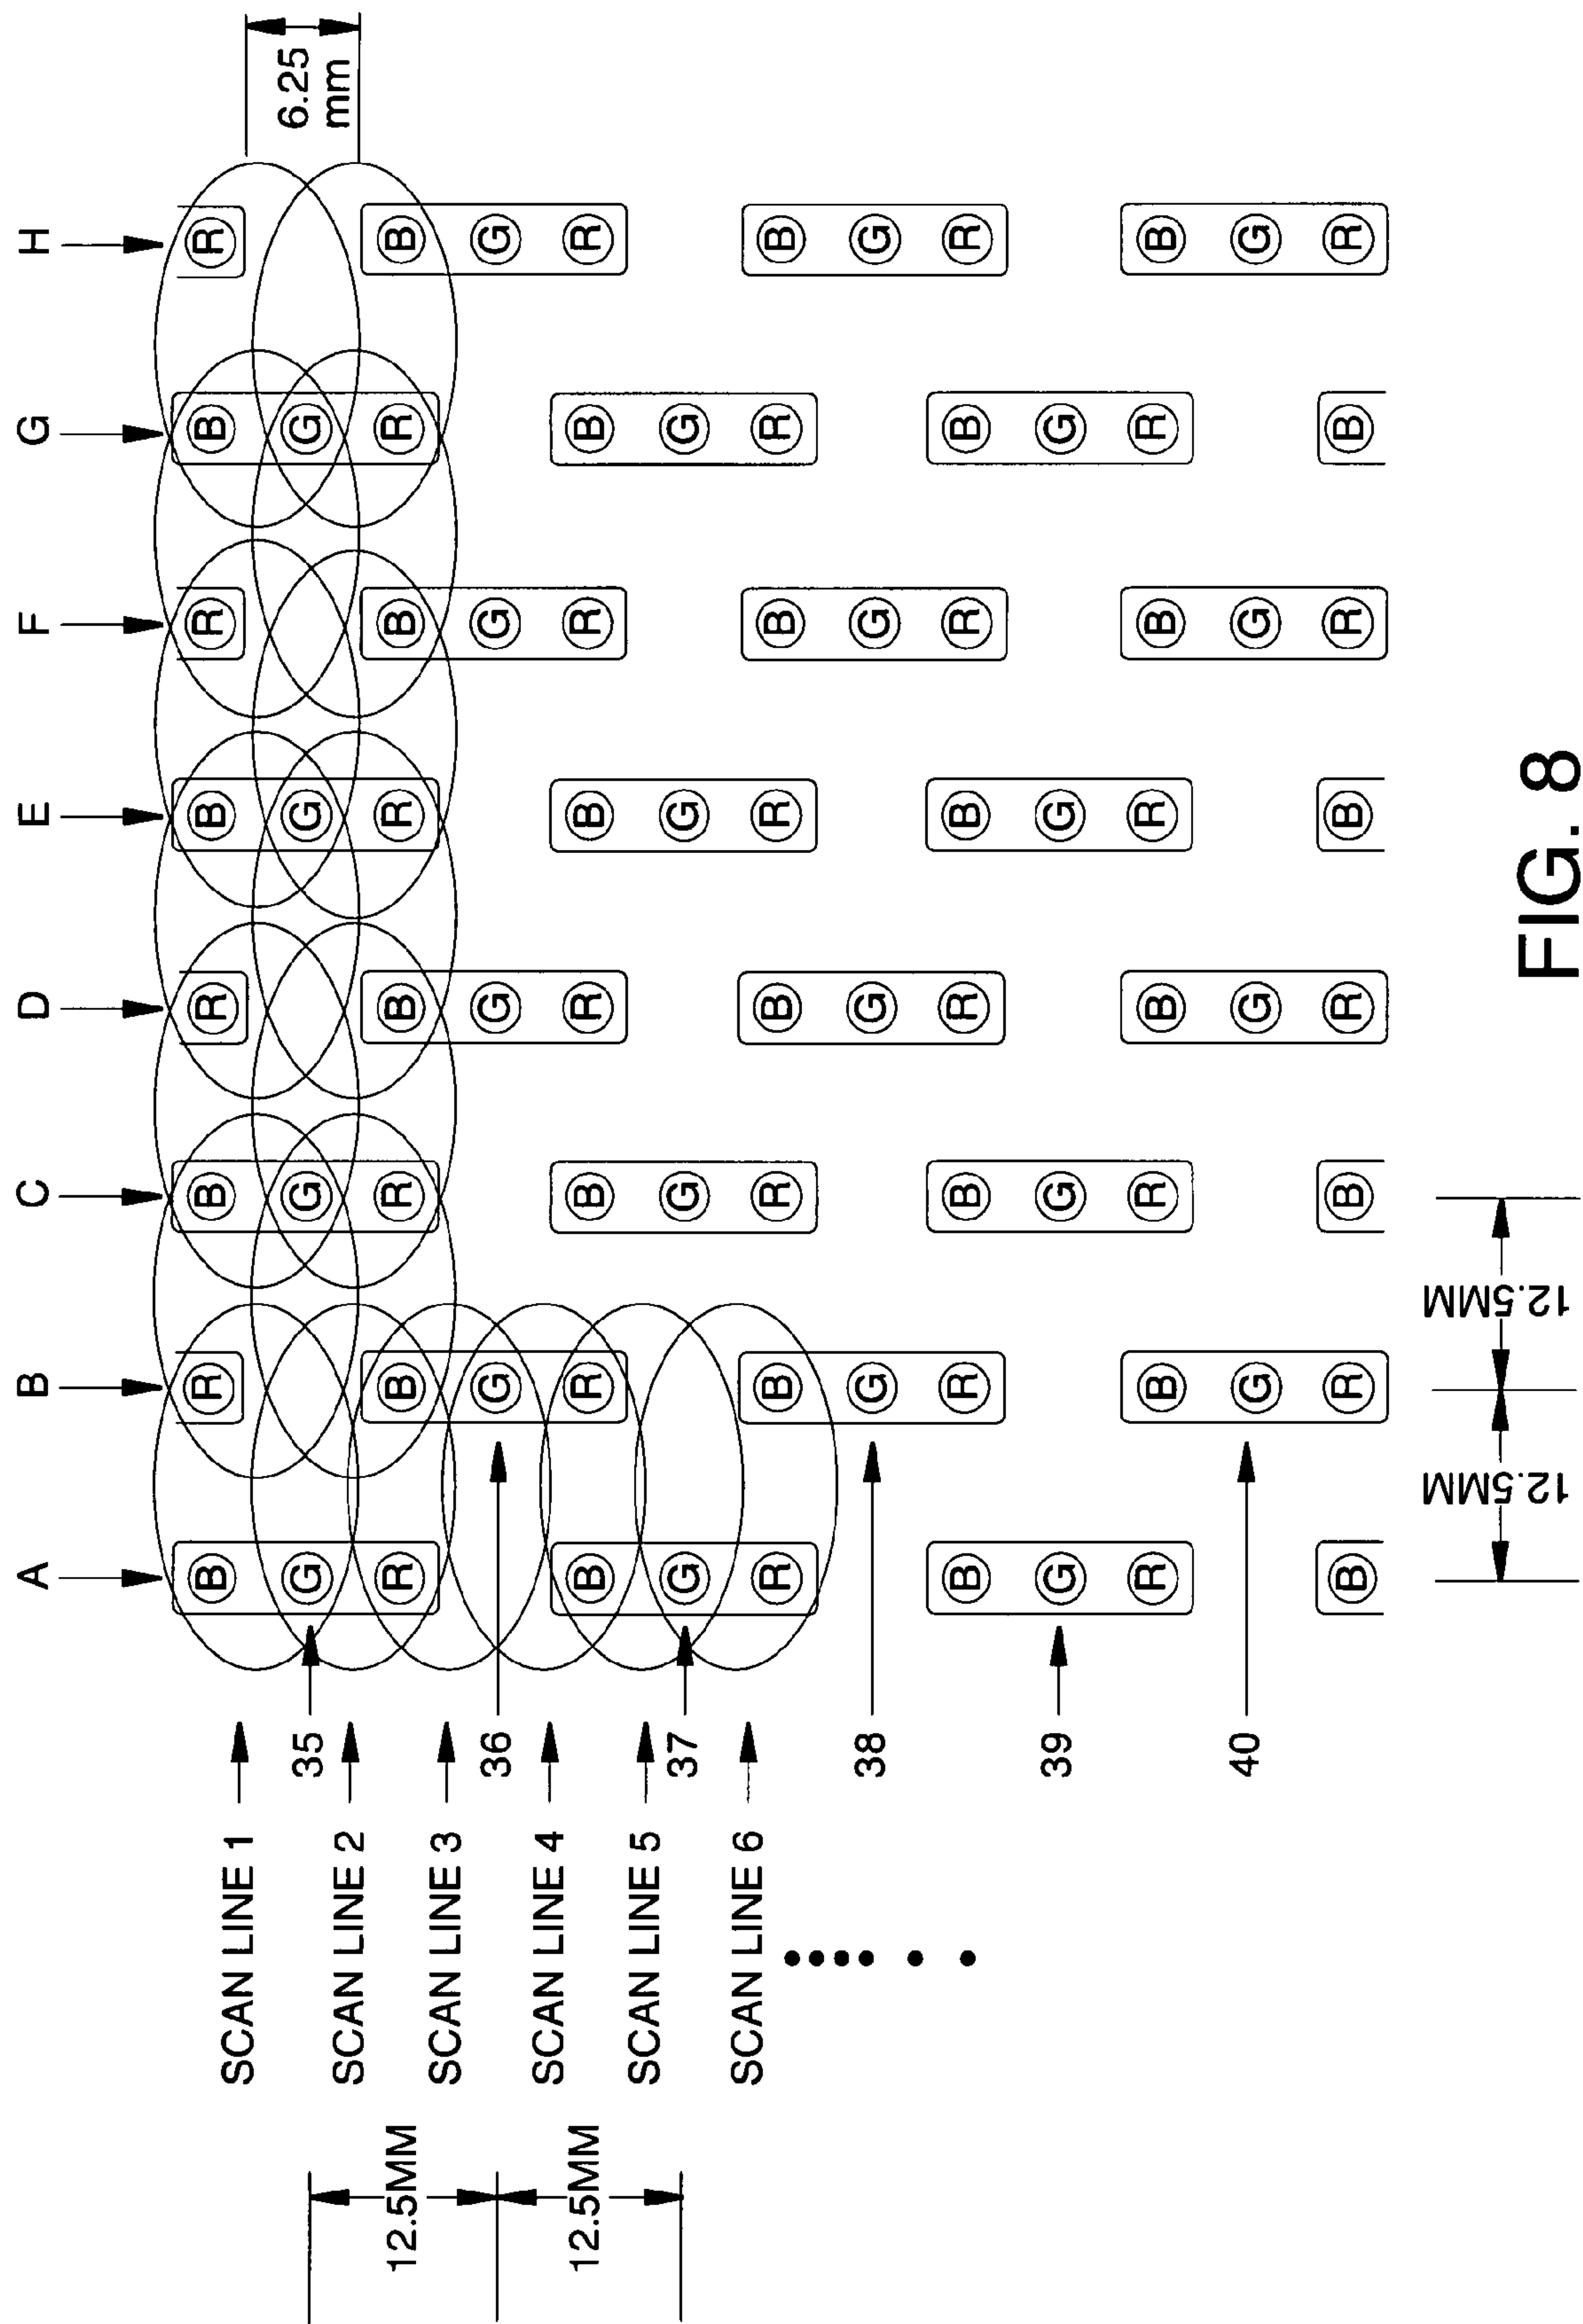 A B C D E F G H
B R B R B R B R
SCAN LINE 1
6.25
mm
35 G G G G
SCAN LINE 2
12.5MM R B R B R B R B
SCAN LINE 3
36 G G G G
SCAN LINE 4
12.5MM B R B R B R B R
SCAN LINE 5
37 G G G G
SCAN LINE 6
R B R B R B R B
38 G G G G
B R B R B R B R
39 G G G G
R B R B R B R B
40 G G G G
B R B R B R B R
12.5MM 12.5MM
FIG. 8